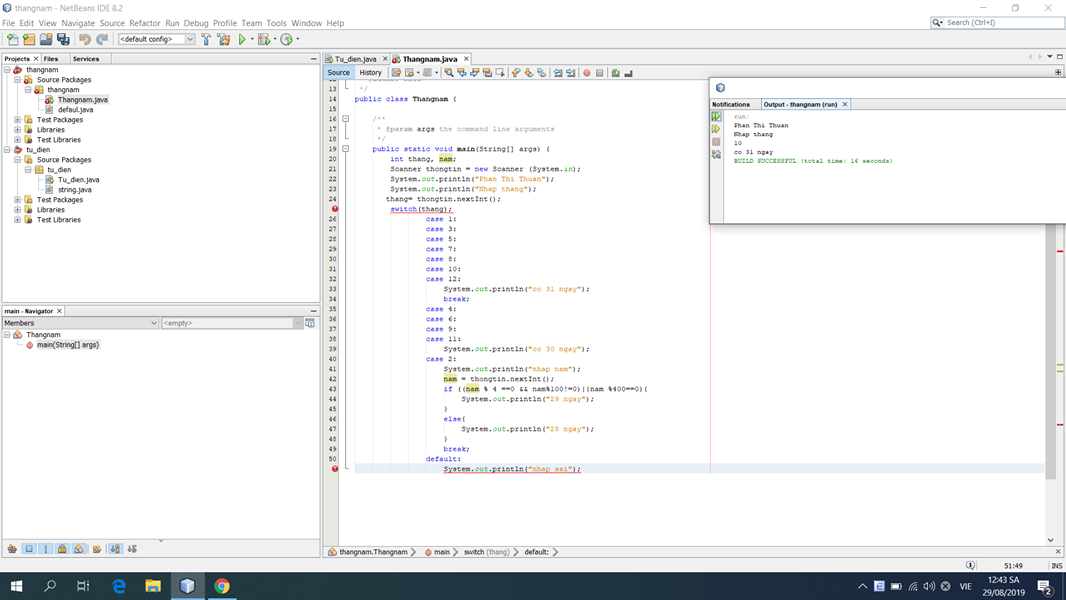 thangnam - NetBeans IDE 8.2
File Edit View Navigate Source Refactor Run Debug Profile Team Tools Window Help
Search (Ctrl+I)
<default config>
Projects Files Services
thangnam
Source Packages
thangnam
Thangnam.java
defaul.java
Test Packages
Libraries
Test Libraries
tu_dien
Source Packages
tu_dien
Tu_dien.java
string.java
Test Packages
Libraries
Test Libraries
main - Navigator
Members <empty>
Thangnam
main(String[] args)
Tu_dien.java Thangnam.java
Source History
13 */
14 public class Thangnam {
15
16 /**
17 * @param args the command line arguments
18 */
19 public static void main(String[] args) {
20 int thang, nam;
21 Scanner thongtin = new Scanner (System.in);
22 System.out.println("Phan Thi Thuan");
23 System.out.println("Nhap thang");
24 thang= thongtin.nextInt();
switch(thang);
26 case 1:
27 case 3:
28 case 5:
29 case 7:
30 case 8:
31 case 10:
32 case 12:
33 System.out.println("co 31 ngay");
34 break;
35 case 4:
36 case 6:
37 case 9:
38 case 11:
39 System.out.println("co 30 ngay");
40 case 2:
41 System.out.println("nhap nam");
42 nam = thongtin.nextInt();
43 if ((nam % 4 ==0 && nam%100!=0)||nam %400==0){
44 System.out.println("29 ngay");
45 }
46 else{
47 System.out.println("28 ngay");
48 }
49 break;
50 default:
System.out.println("nhap sai");
Notifications Output - thangnam (run)
run:
Phan Thi Thuan
Nhap thang
10
co 31 ngay
BUILD SUCCESSFUL (total time: 16 seconds)
thangnam.Thangnam main switch (thang) default:
51:49 INS
VIE
12:43 SA
29/08/2019
2